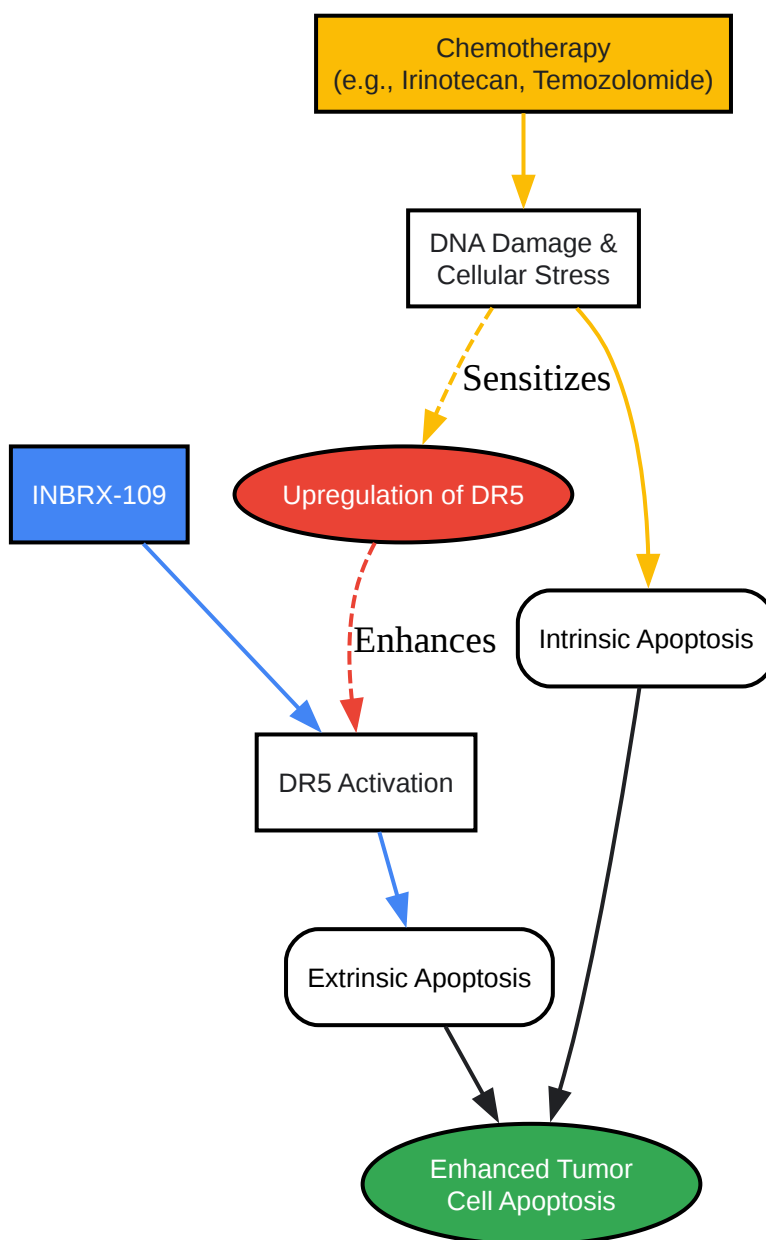 Chemotherapy
(e.g., Irinotecan, Temozolomide)
DNA Damage &
Cellular Stress
Sensitizes
INBRX-109
Upregulation of DR5
Enhances
Intrinsic Apoptosis
DR5 Activation
Extrinsic Apoptosis
Enhanced Tumor
Cell Apoptosis